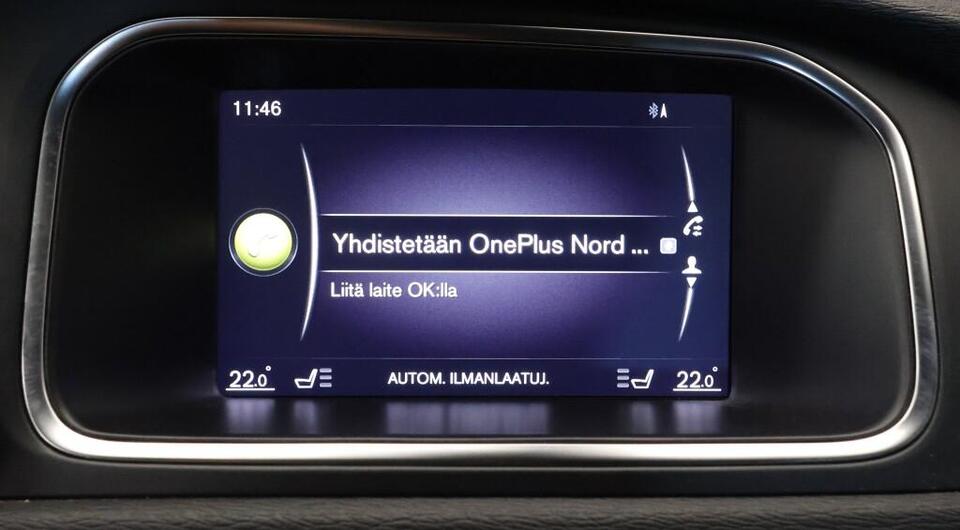 11:46
Yhdistetään OnePlus Nord ...
Liitä laite OK:lla
22.0° AUTOM. ILMANLAATUJ. 22.0°